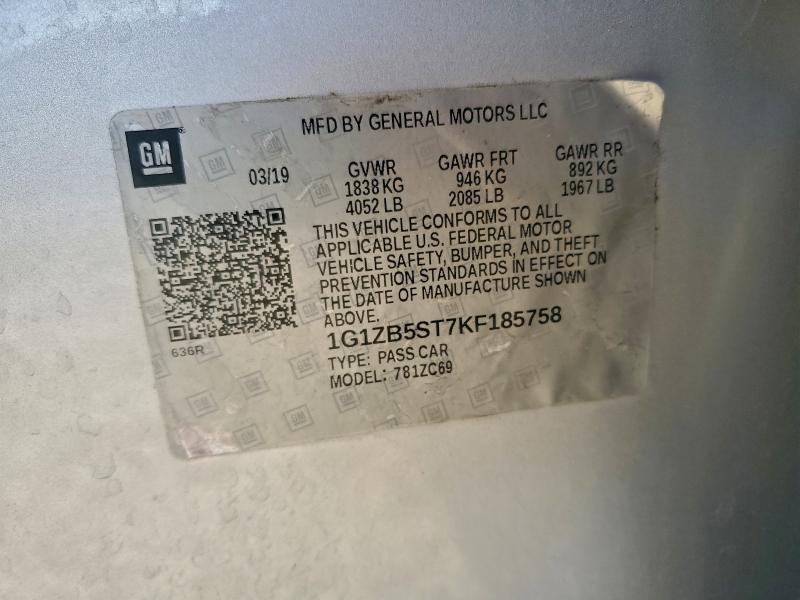 MFD BY GENERAL MOTORS LLC
GM
03/19
GVWR
1838 KG
4052 LB
GAWR FRT
946 KG
2085 LB
GAWR RR
892 KG
1967 LB
THIS VEHICLE CONFORMS TO ALL
APPLICABLE U.S. FEDERAL MOTOR
VEHICLE SAFETY, BUMPER, AND THEFT
PREVENTION STANDARDS IN EFFECT ON
THE DATE OF MANUFACTURE SHOWN
ABOVE.
636R
1G1ZB5ST7KF185758
TYPE: PASS CAR
MODEL: 781ZC69